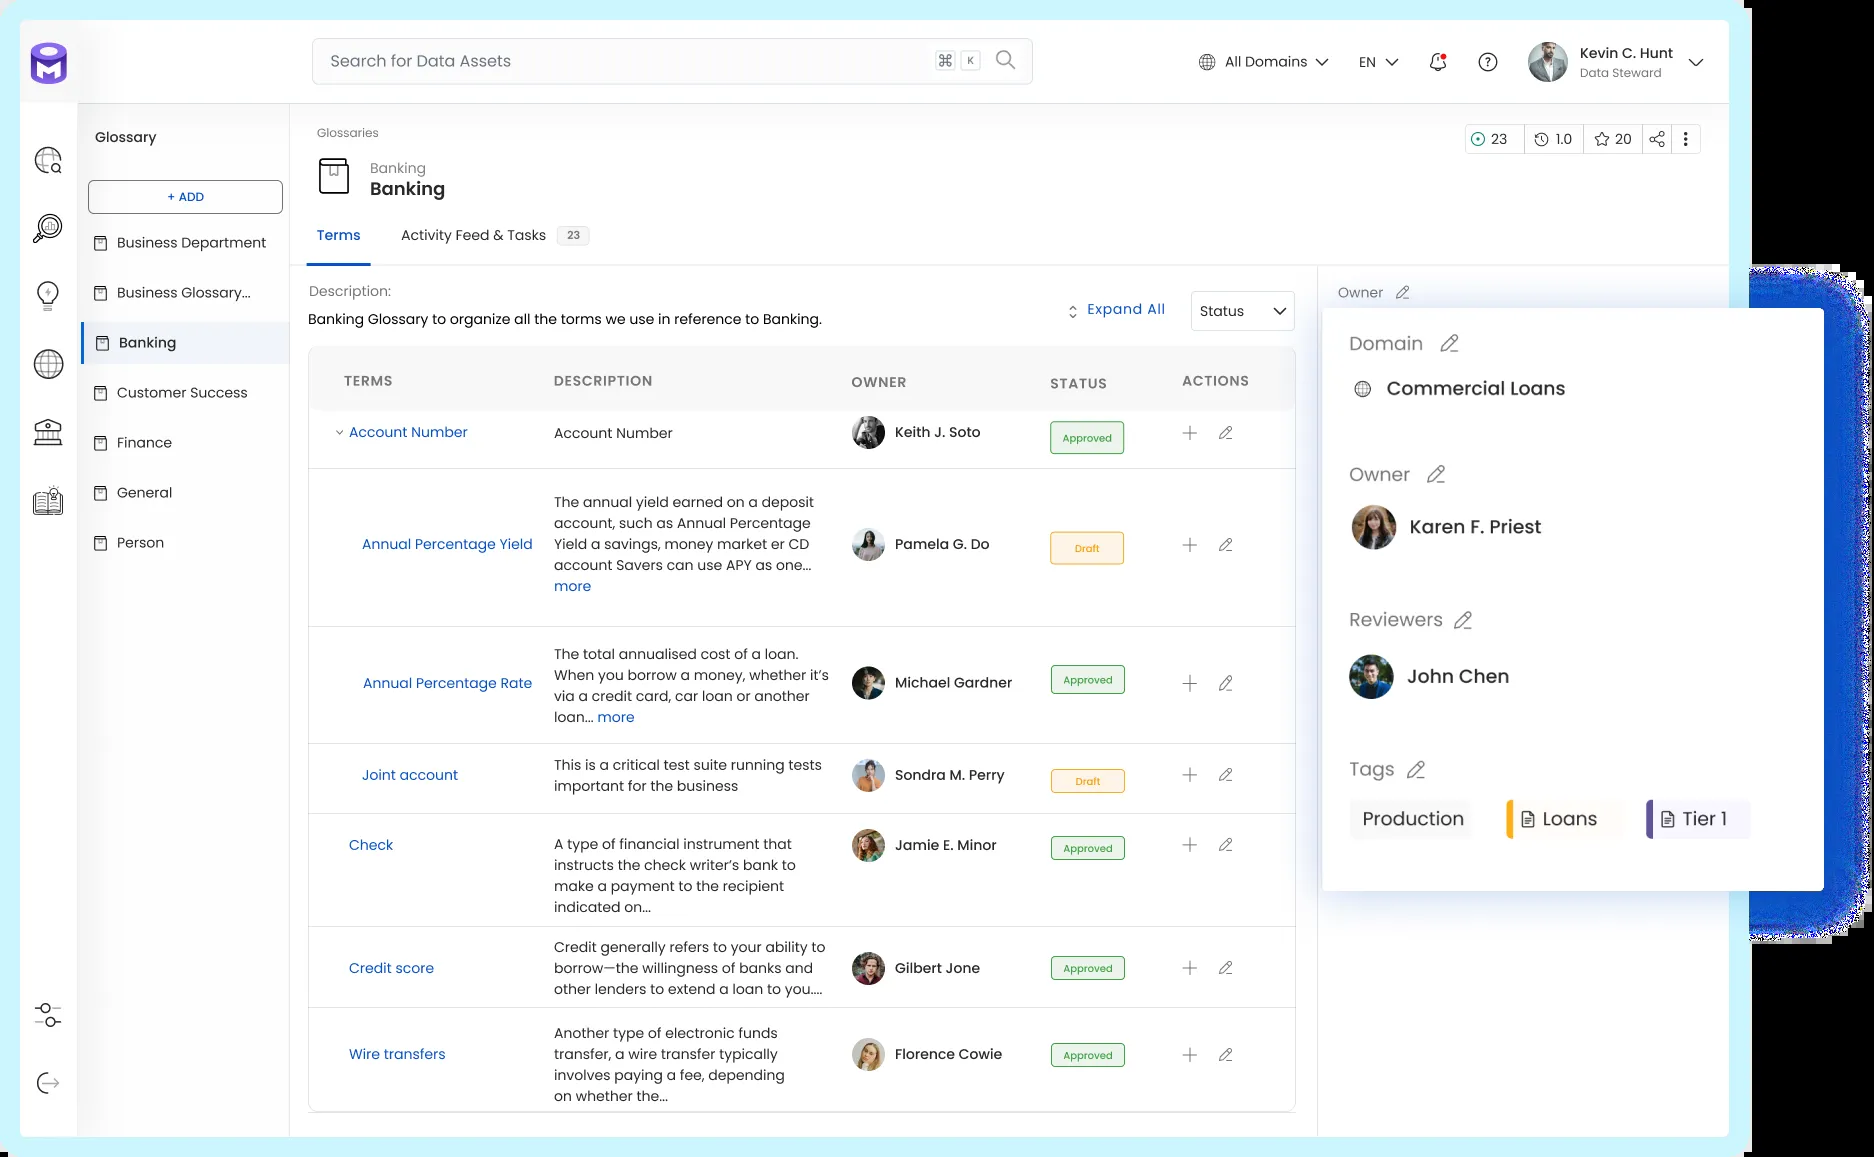 Search for Data Assets
⌘ K
All Domains
EN
Kevin C. Hunt
Data Steward
Glossary
+ ADD
Business Department
Business Glossary...
Banking
Customer Success
Finance
General
Person
Glossaries
Banking
Banking
23
1.0
20
Terms
Activity Feed & Tasks 23
Description:
Banking Glossary to organize all the torms we use in reference to Banking.
Expand All
Status
TERMS DESCRIPTION OWNER STATUS ACTIONS
Account Number
Account Number
Keith J. Soto
Approved
Annual Percentage Yield
The annual yield earned on a deposit
account, such as Annual Percentage
Yield a savings, money market er CD
account Savers can use APY as one...
more
Pamela G. Do
Draft
Annual Percentage Rate
The total annualised cost of a loan.
When you borrow a money, whether it's
via a credit card, car loan or another
loan... more
Michael Gardner
Approved
Joint account
This is a critical test suite running tests
important for the business
Sondra M. Perry
Draft
Check
A type of financial instrument that
instructs the check writer's bank to
make a payment to the recipient
indicated on...
Jamie E. Minor
Approved
Credit score
Credit generally refers to your ability to
borrow—the willingness of banks and
other lenders to extend a loan to you....
Gilbert Jone
Approved
Wire transfers
Another type of electronic funds
transfer, a wire transfer typically
involves paying a fee, depending
on whether the...
Florence Cowie
Approved
Owner
Domain
Commercial Loans
Owner
Karen F. Priest
Reviewers
John Chen
Tags
Production
Loans
Tier 1